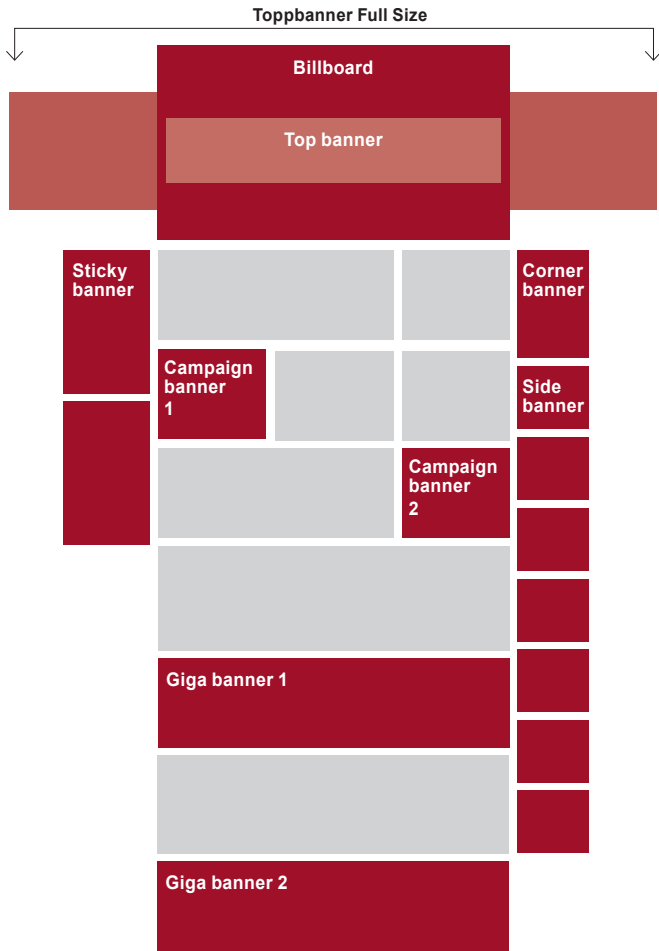 Toppbanner Full Size
Billboard
Top banner
Sticky
banner
Corner
banner
Campaign
banner
1
Side
banner
Campaign
banner
2
Giga banner 1
Giga banner 2